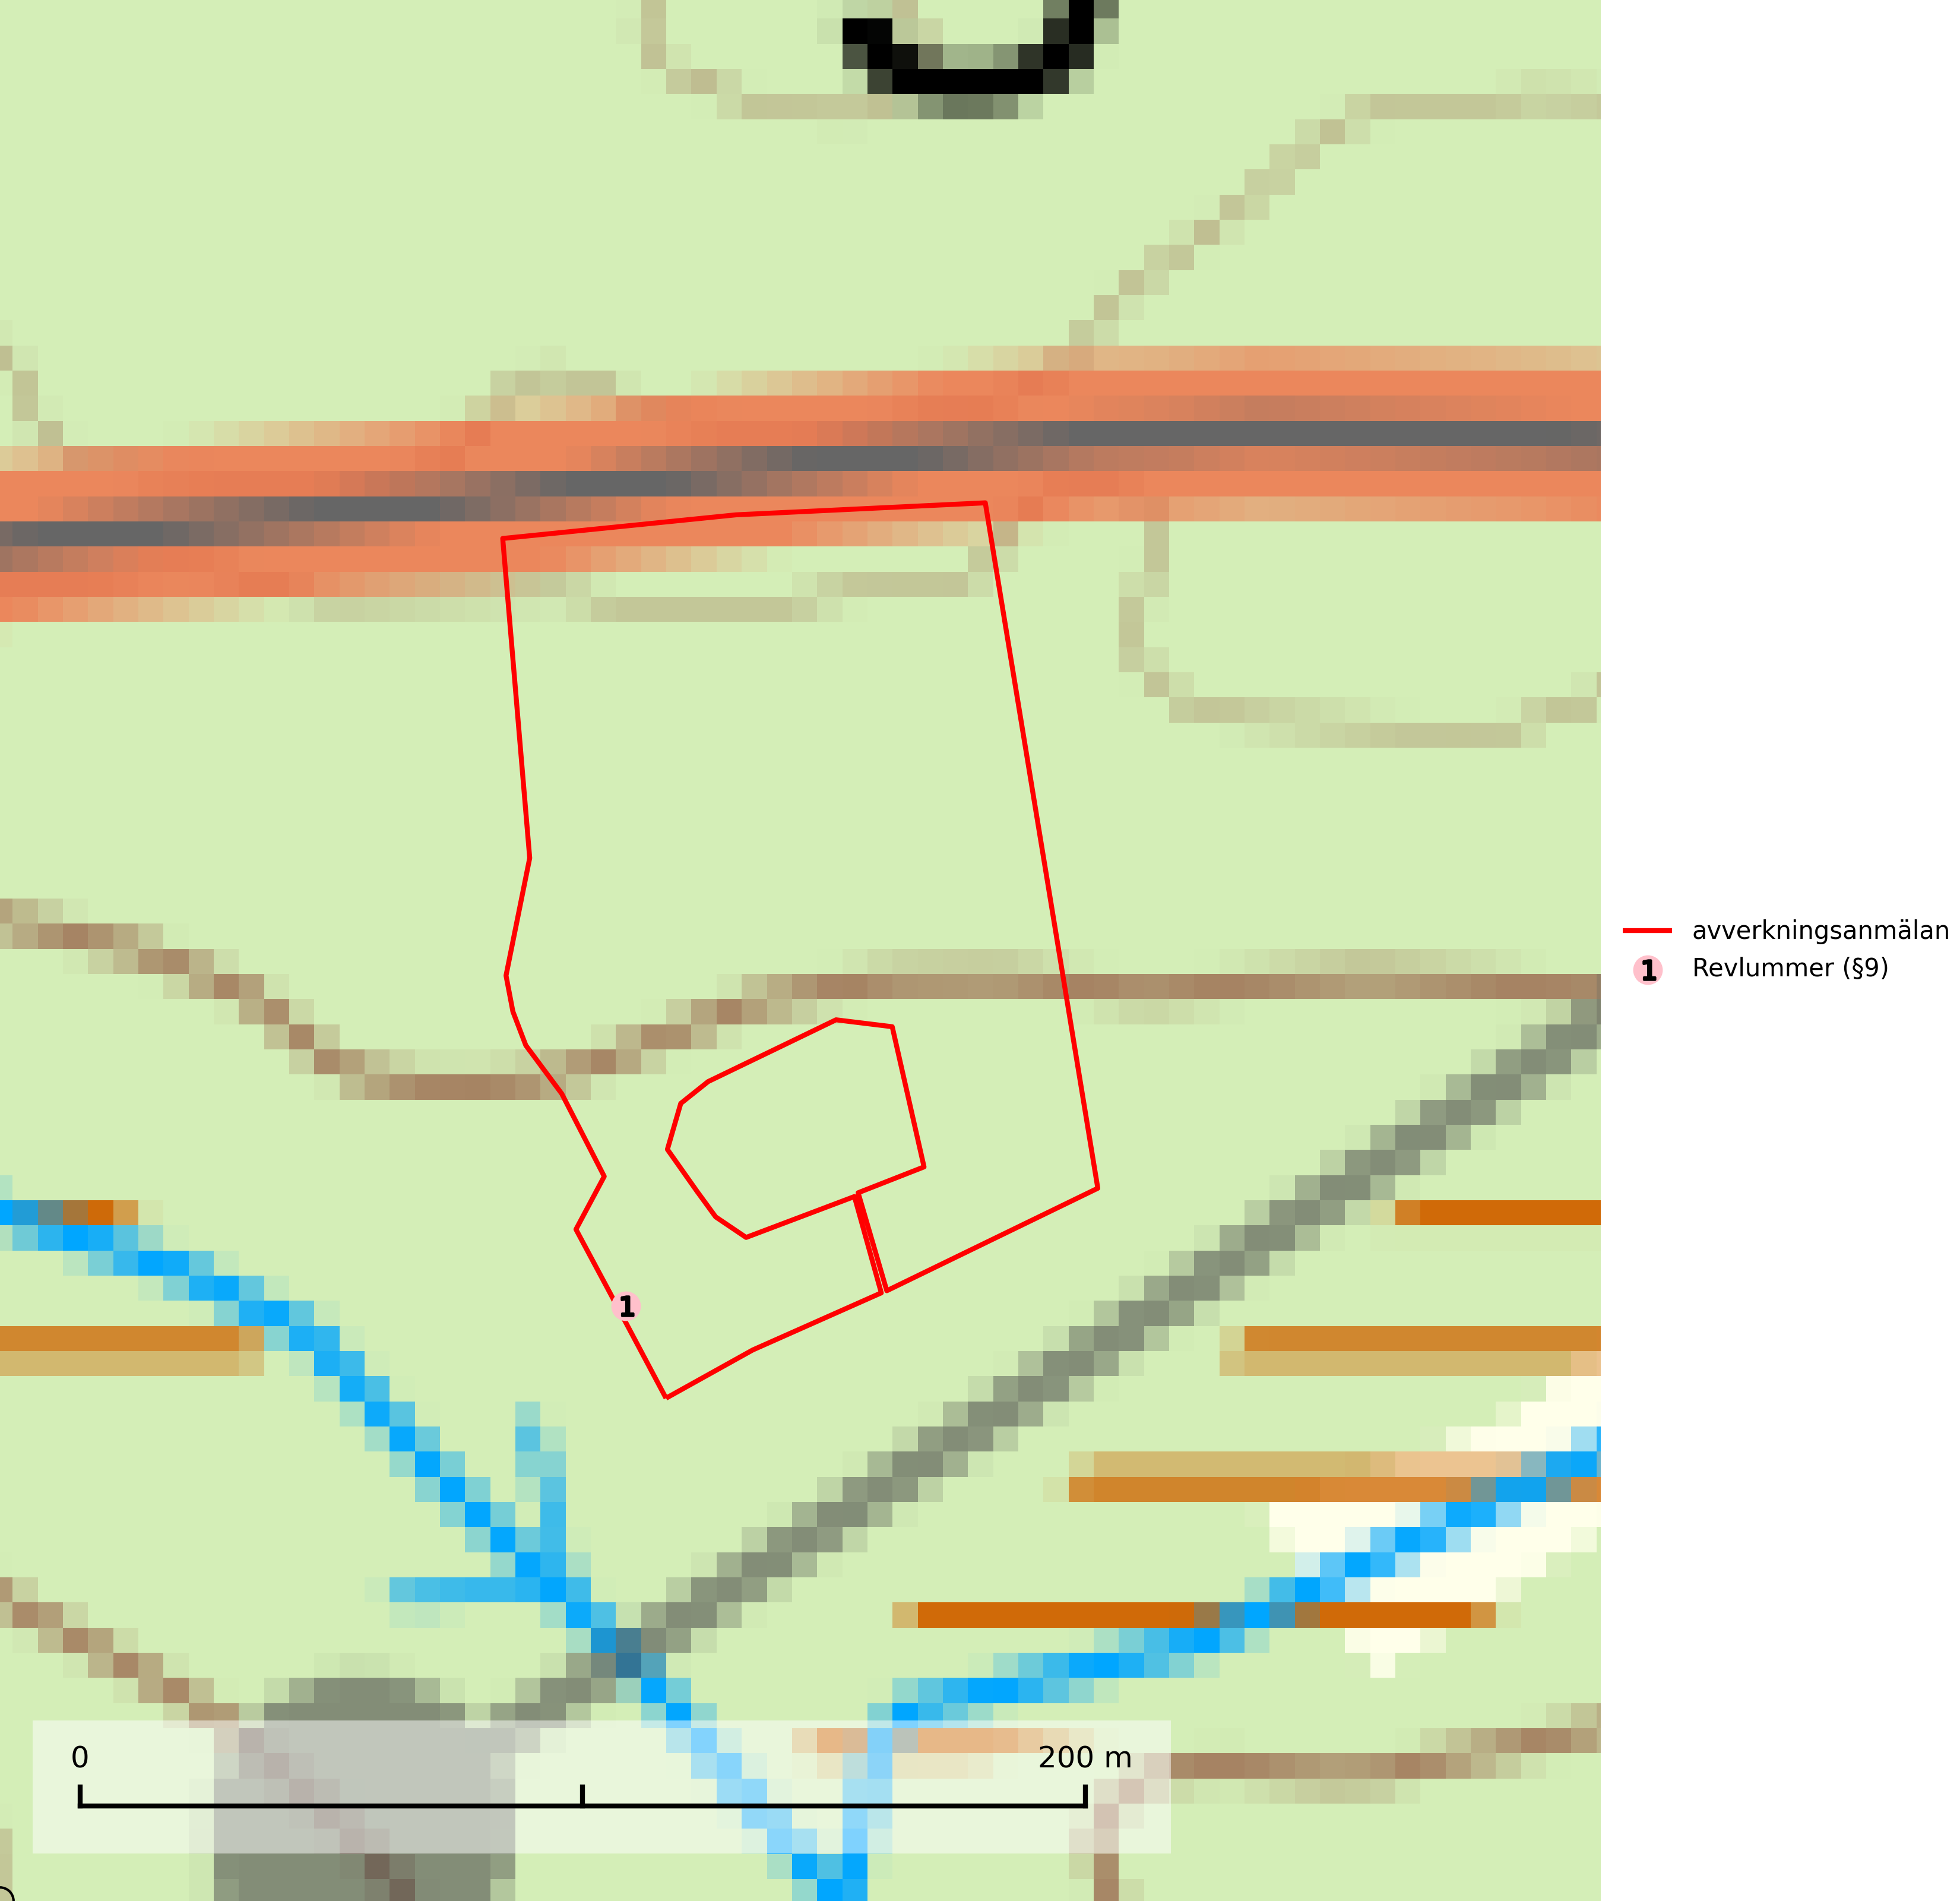 avverkningsanmälan
1 Revlummer (§9)
1
0 200 m